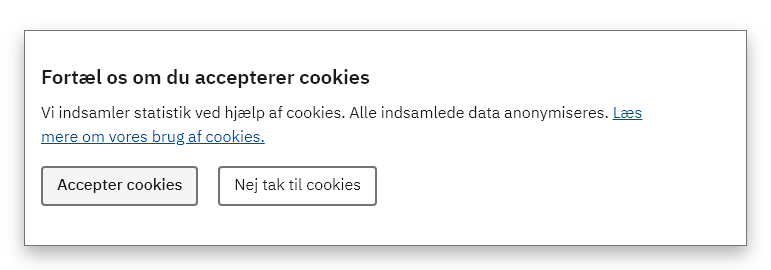 Fortæl os om du accepterer cookies
Vi indsamler statistik ved hjælp af cookies. Alle indsamlede data anonymiseres. Læs
mere om vores brug af cookies.
Accepter cookies
Nej tak til cookies